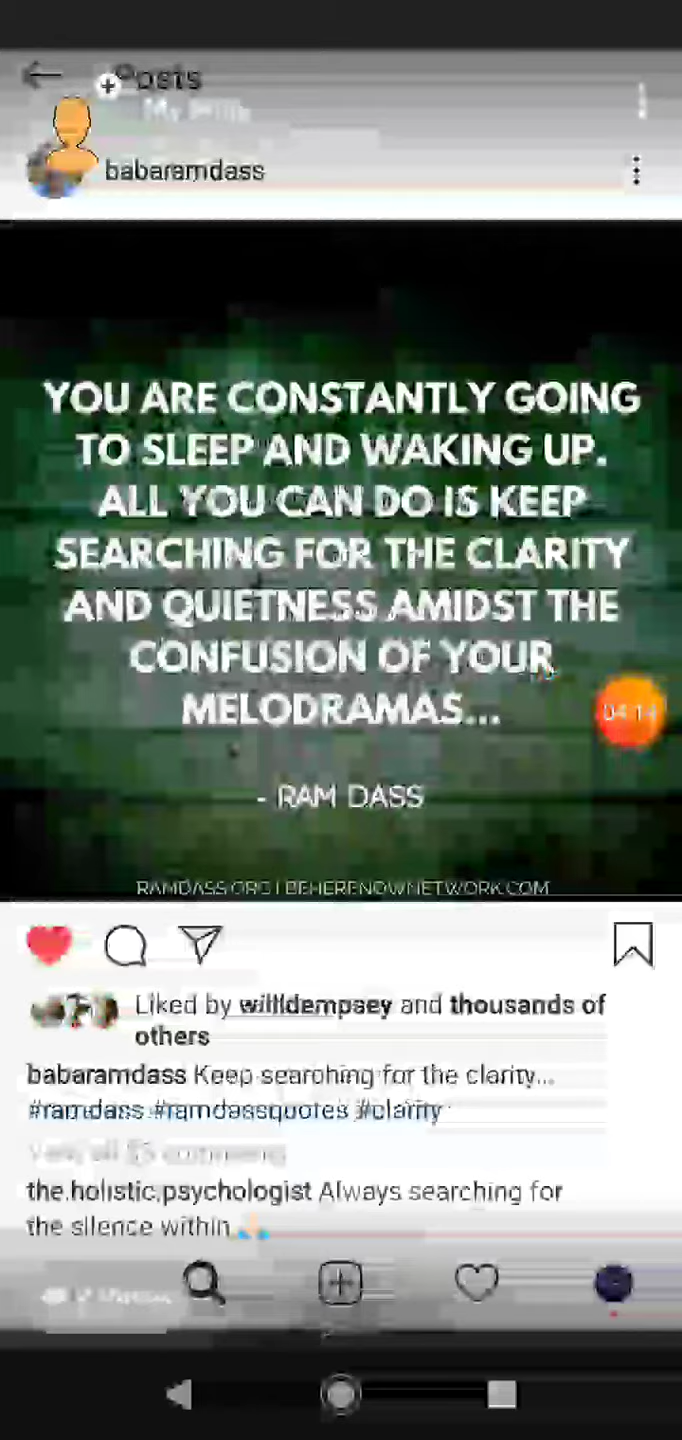 Posts
babaramdass
YOU ARE CONSTANTLY GOING
TO SLEEP AND WAKING UP.
ALL YOU CAN DO IS KEEP
SEARCHING FOR THE CLARITY
AND QUIETNESS AMIDST THE
CONFUSION OF YOUR
MELODRAMAS...
04:14
- RAM DASS
RAMDASS.ORG | BEHERENOWNETWORK.COM
Liked by willldempsey and thousands of
others
babaramdass Keep searching for the clarity...
#ramdass #ramdassquotes #clarity
the.holistic.psychologist Always searching for
the silence within 🙏🏻